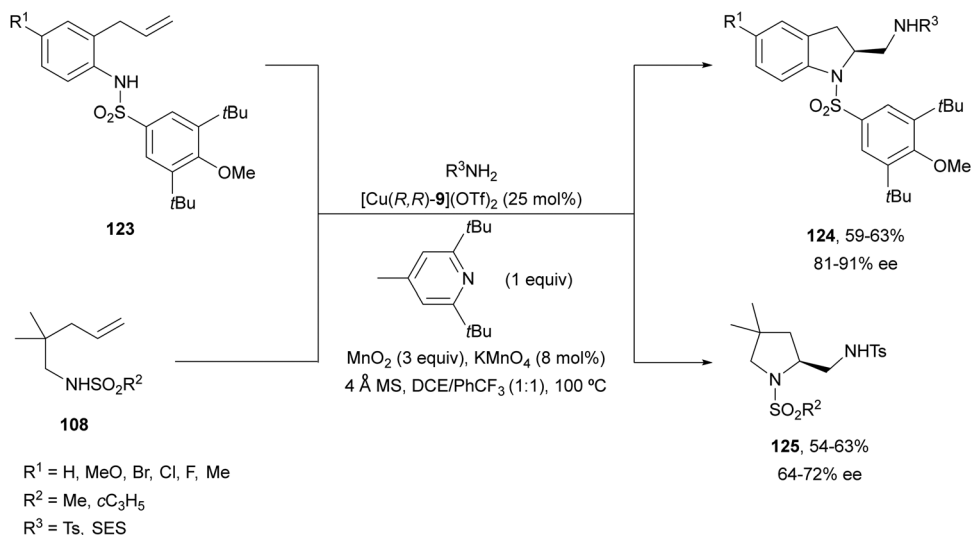 R¹
NH
O₂S
tBu
OMe
tBu
123
NHSO₂R²
108
R¹ = H, MeO, Br, Cl, F, Me
R² = Me, cC₃H₅
R³ = Ts, SES
R³NH₂
[Cu(R,R)-9](OTf)₂ (25 mol%)
tBu
N
(1 equiv)
tBu
MnO₂ (3 equiv), KMnO₄ (8 mol%)
4 Å MS, DCE/PhCF₃ (1:1), 100 ºC
R¹
NHR³
N
O₂S
tBu
OMe
tBu
124, 59-63%
81-91% ee
NHTs
N
SO₂R²
125, 54-63%
64-72% ee